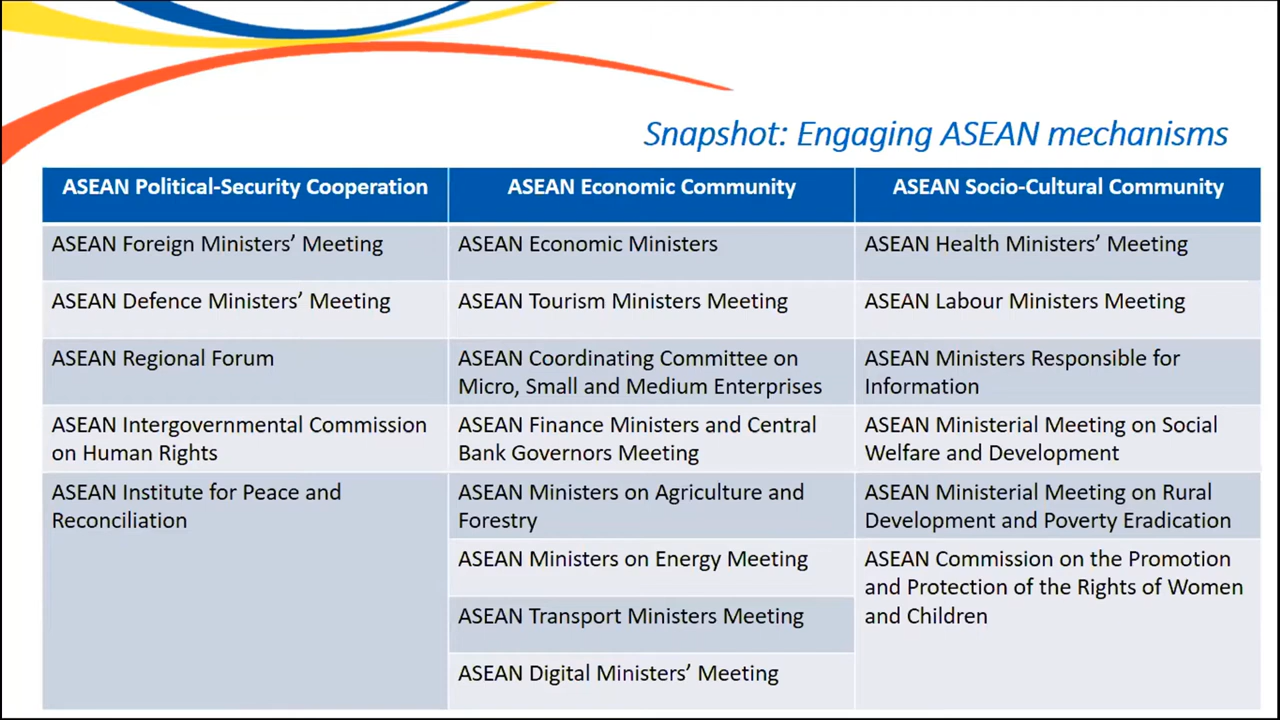 Snapshot: Engaging ASEAN mechanisms
ASEAN Political-Security Cooperation
ASEAN Economic Community
ASEAN Socio-Cultural Community
ASEAN Foreign Ministers’ Meeting
ASEAN Economic Ministers
ASEAN Health Ministers’ Meeting
ASEAN Defence Ministers’ Meeting
ASEAN Tourism Ministers Meeting
ASEAN Labour Ministers Meeting
ASEAN Regional Forum
ASEAN Coordinating Committee on
Micro, Small and Medium Enterprises
ASEAN Ministers Responsible for
Information
ASEAN Intergovernmental Commission
on Human Rights
ASEAN Finance Ministers and Central
Bank Governors Meeting
ASEAN Ministerial Meeting on Social
Welfare and Development
ASEAN Institute for Peace and
Reconciliation
ASEAN Ministers on Agriculture and
Forestry
ASEAN Ministerial Meeting on Rural
Development and Poverty Eradication
ASEAN Ministers on Energy Meeting
ASEAN Commission on the Promotion
and Protection of the Rights of Women
and Children
ASEAN Transport Ministers Meeting
ASEAN Digital Ministers’ Meeting